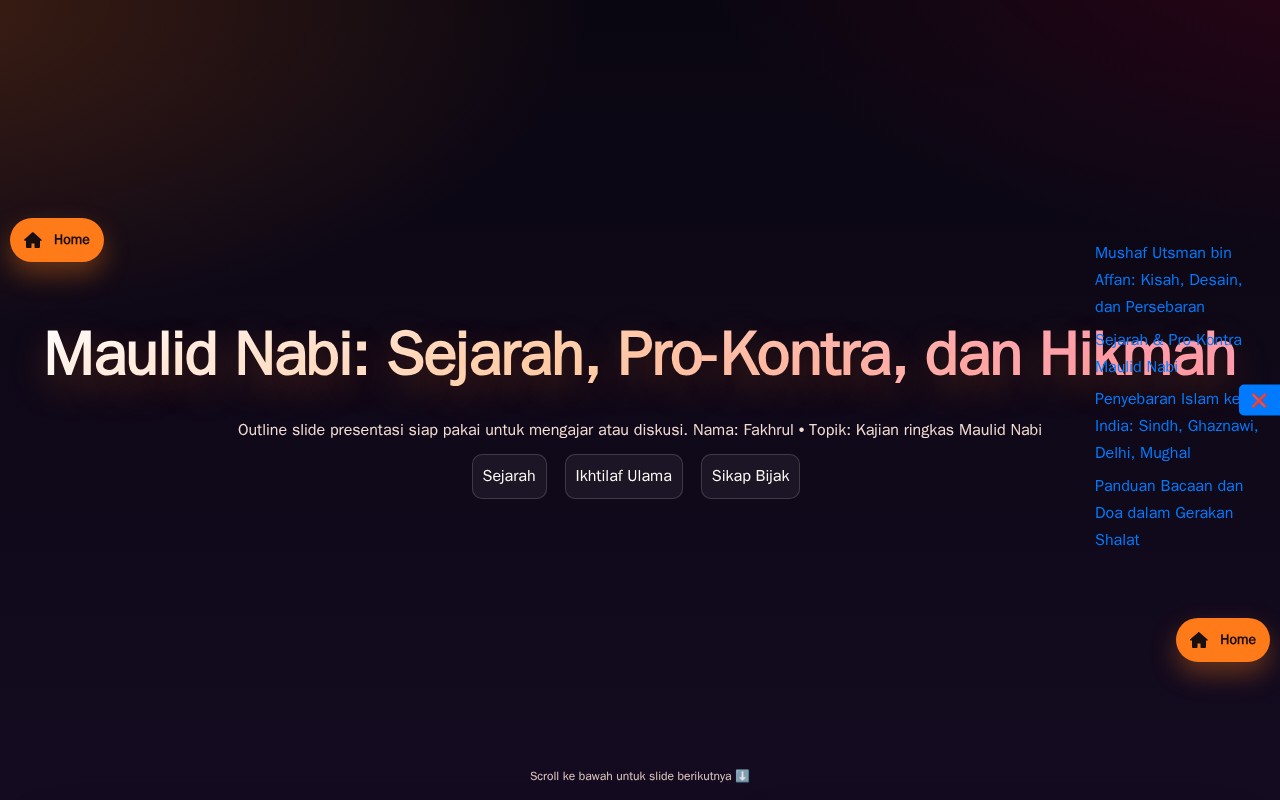 Home
Maulid Nabi: Sejarah, Pro-Kontra, dan Hikmah
Outline slide presentasi siap pakai untuk mengajar atau diskusi. Nama: Fakhrul • Topik: Kajian ringkas Maulid Nabi
Sejarah
Ikhtilaf Ulama
Sikap Bijak
Mushaf Utsman bin
Affan: Kisah, Desain,
dan Persebaran
Sejarah & Pro-Kontra
Maulid Nabi
Penyebaran Islam ke
India: Sindh, Ghaznawi,
Delhi, Mughal
Panduan Bacaan dan
Doa dalam Gerakan
Shalat
Home
Scroll ke bawah untuk slide berikutnya ⬇️